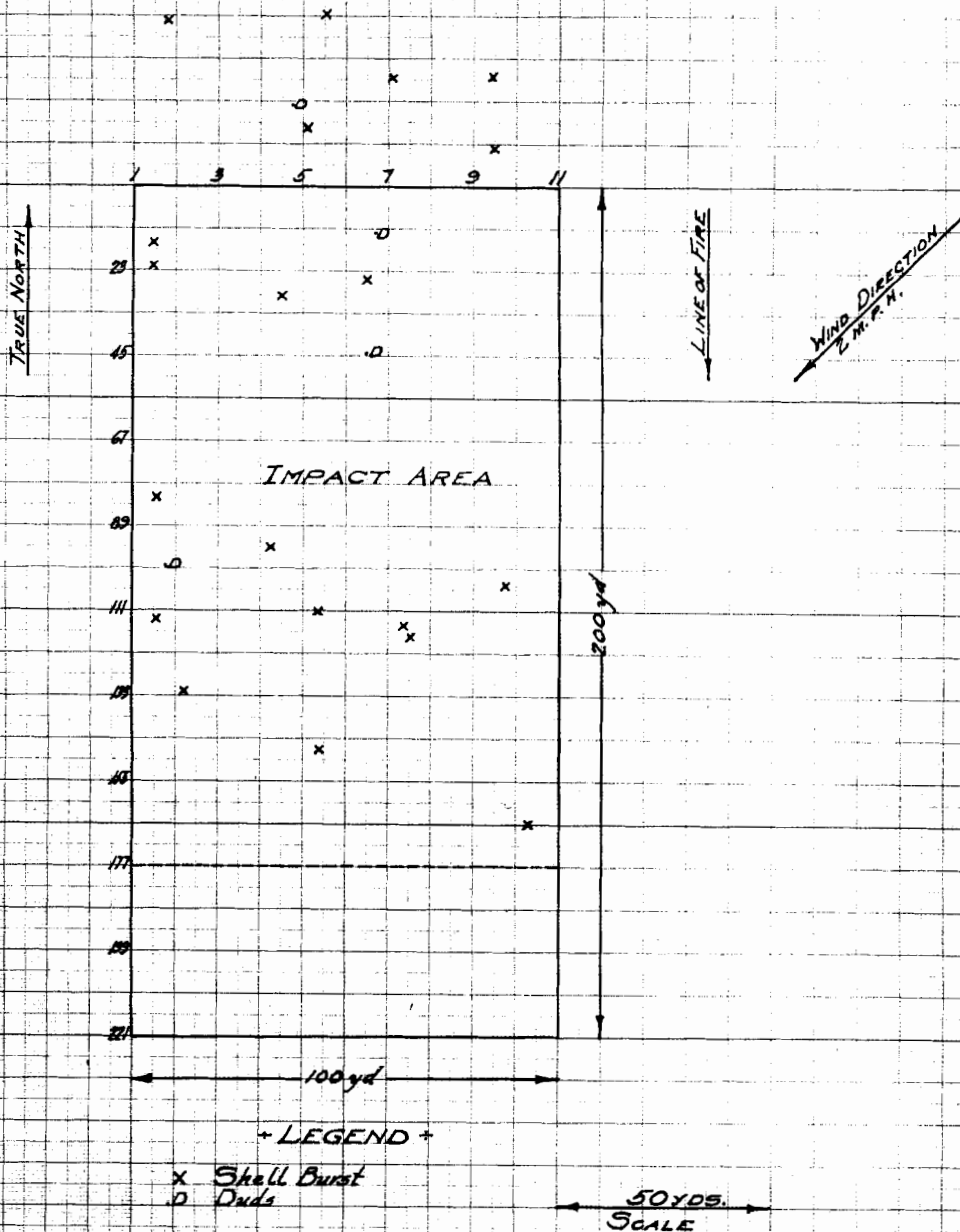 1 3 5 7 9 11
TRUE NORTH
LINE OF FIRE
WIND DIRECTION
2 M.P.H.
23
45
67
IMPACT AREA
89
111
200 yd
177
221
100 yd
+ LEGEND +
x Shell Burst
.D Duds
50 YDS.
SCALE